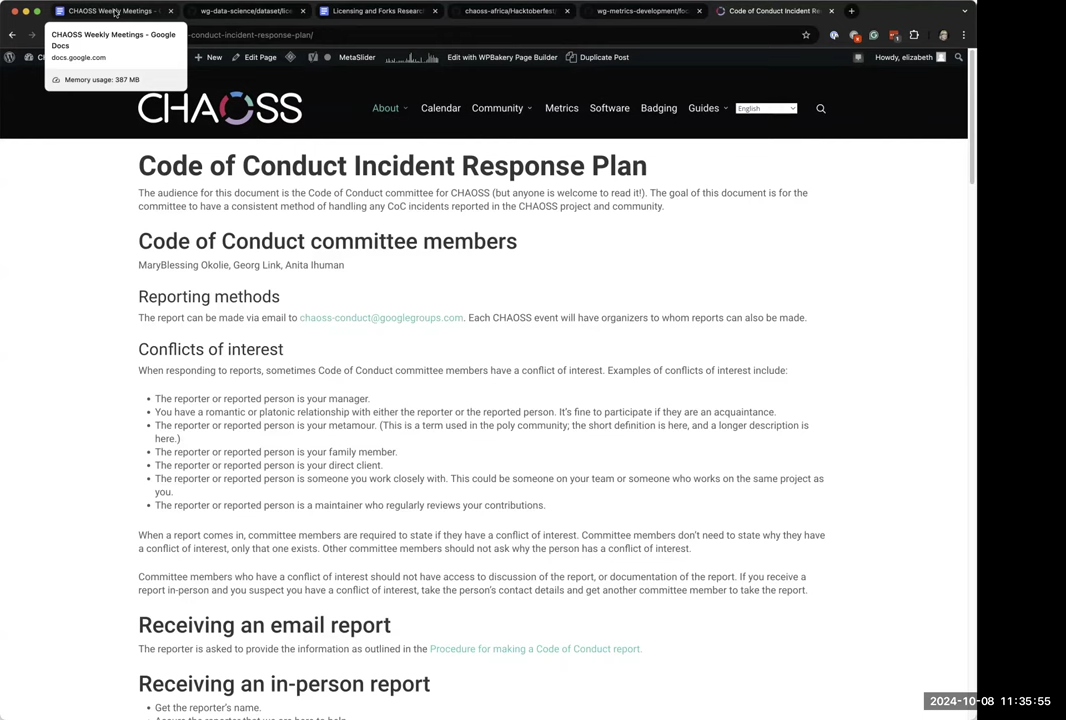 CHAOSS Weekly Meetings - G
wg-data-science/dataset/lice
Licensing and Forks Researc
chaoss-africa/Hacktoberfest
wg-metrics-development/foc
Code of Conduct Incident Re
-conduct-incident-response-plan/
CHAOSS Weekly Meetings - Google
Docs
docs.google.com
Memory usage: 387 MB
New
Edit Page
MetaSlider
Edit with WPBakery Page Builder
Duplicate Post
Howdy, elizabeth
CHAOSS
About
Calendar
Community
Metrics
Software
Badging
Guides
English
Code of Conduct Incident Response Plan
The audience for this document is the Code of Conduct committee for CHAOSS (but anyone is welcome to read it!). The goal of this document is for the
committee to have a consistent method of handling any CoC incidents reported in the CHAOSS project and community.
Code of Conduct committee members
MaryBlessing Okolie, Georg Link, Anita Ihuman
Reporting methods
The report can be made via email to chaoss-conduct@googlegroups.com. Each CHAOSS event will have organizers to whom reports can also be made.
Conflicts of interest
When responding to reports, sometimes Code of Conduct committee members have a conflict of interest. Examples of conflicts of interest include:
• The reporter or reported person is your manager.
• You have a romantic or platonic relationship with either the reporter or the reported person. It's fine to participate if they are an acquaintance.
• The reporter or reported person is your metamour. (This is a term used in the poly community; the short definition is here, and a longer description is
here.)
• The reporter or reported person is your family member.
• The reporter or reported person is your direct client.
• The reporter or reported person is someone you work closely with. This could be someone on your team or someone who works on the same project as
you.
• The reporter or reported person is a maintainer who regularly reviews your contributions.
When a report comes in, committee members are required to state if they have a conflict of interest. Committee members don't need to state why they have
a conflict of interest, only that one exists. Other committee members should not ask why the person has a conflict of interest.
Committee members who have a conflict of interest should not have access to discussion of the report, or documentation of the report. If you receive a
report in-person and you suspect you have a conflict of interest, take the person's contact details and get another committee member to take the report.
Receiving an email report
The reporter is asked to provide the information as outlined in the Procedure for making a Code of Conduct report.
Receiving an in-person report
• Get the reporter's name.
• Assure the reporter that we are here to help
2024-10-08 11:35:55